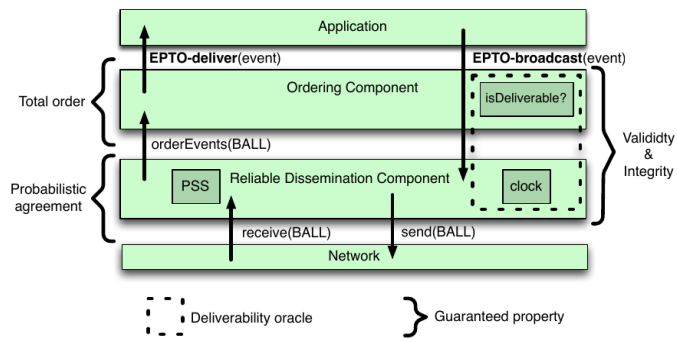 Application
EPTO-deliver(event)
EPTO-broadcast(event)
Ordering Component
isDeliverable?
Total order
orderEvents(BALL)
Valididty
&
Integrity
PSS
Reliable Dissemination Component
clock
Probabilistic
agreement
receive(BALL)
send(BALL)
Network
Deliverability oracle
Guaranteed property